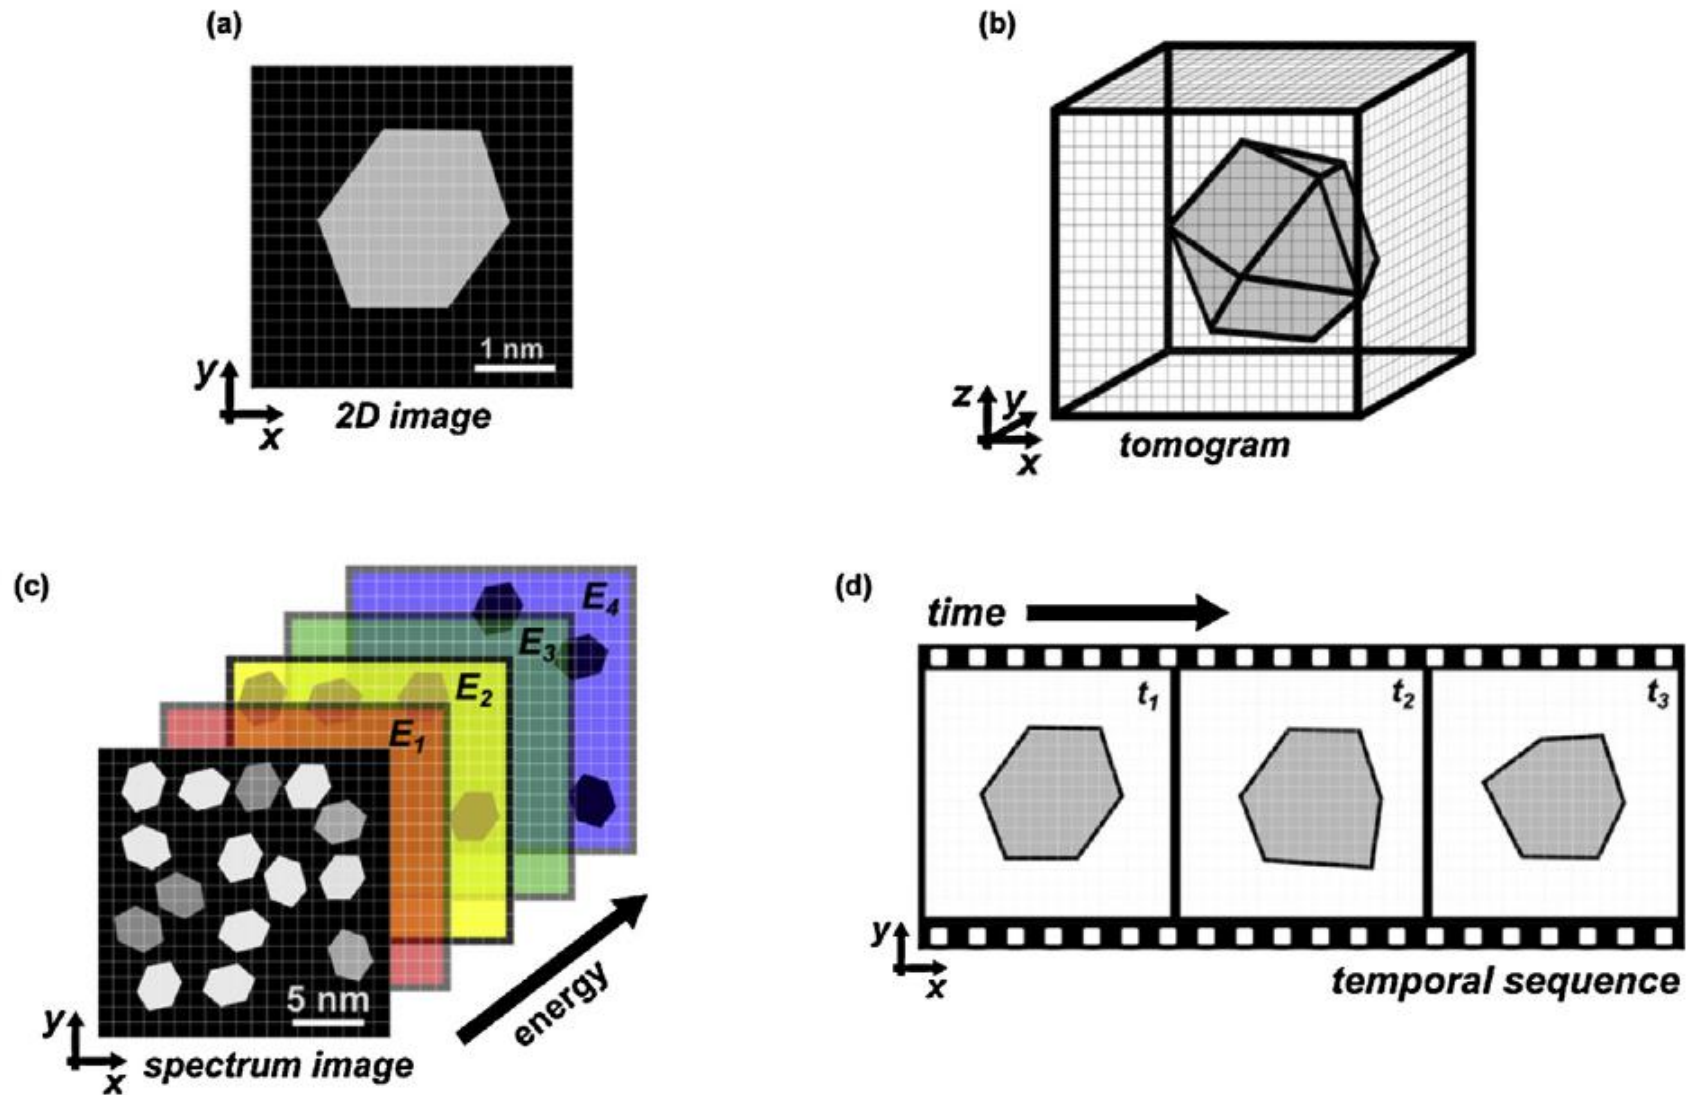 (a)
1 nm
y
x
2D image
(b)
z
y
x
tomogram
(c)
E4
E3
E2
E1
5 nm
energy
y
x
spectrum image
(d)
time
t1
t2
t3
y
x
temporal sequence